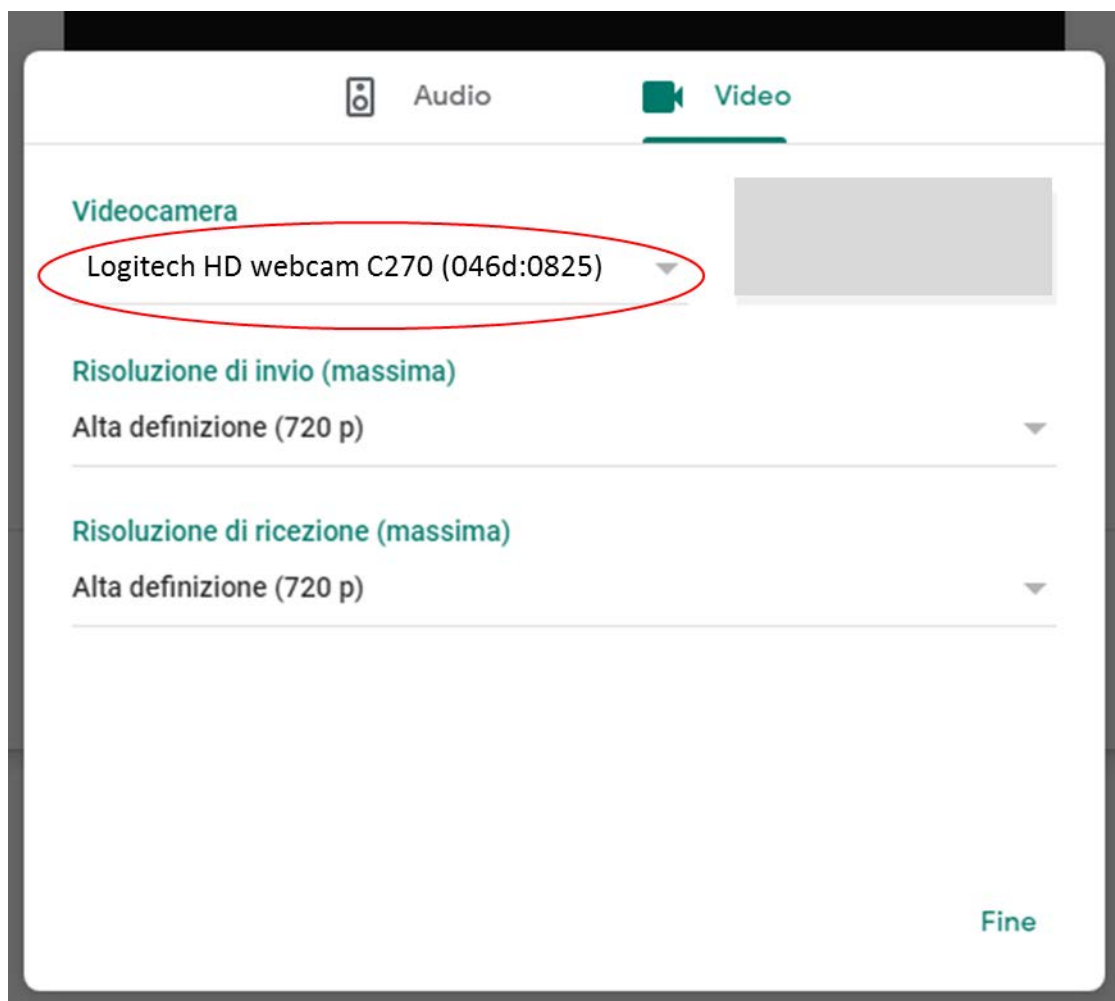 Audio
Video
Videocamera
Logitech HD webcam C270 (046d:0825)
Risoluzione di invio (massima)
Alta definizione (720 p)
Risoluzione di ricezione (massima)
Alta definizione (720 p)
Fine